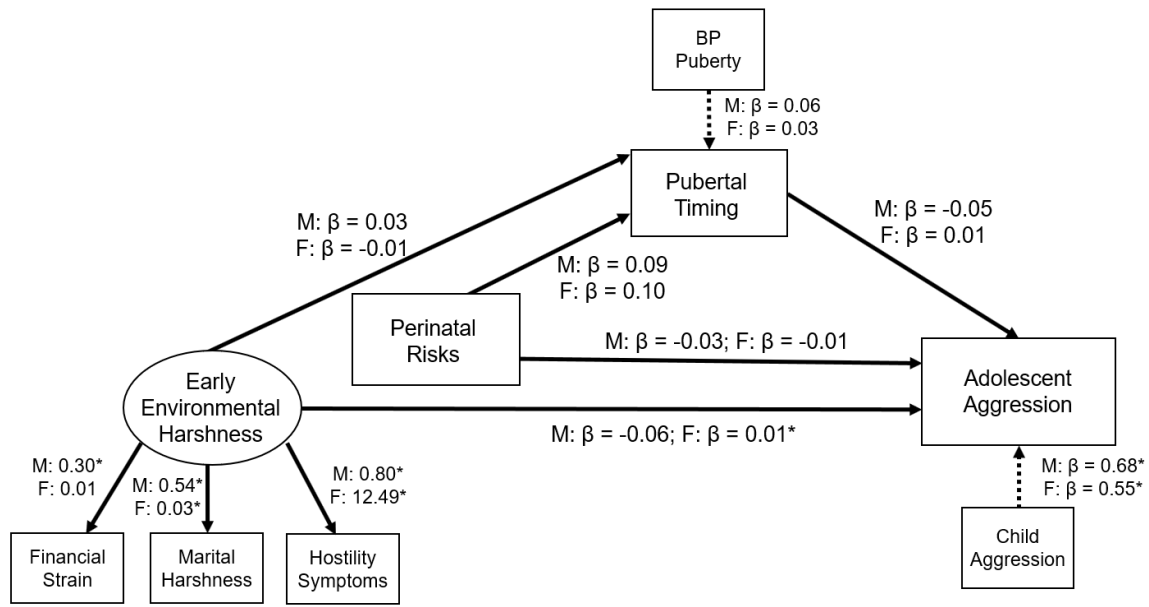 BP
Puberty
M: β = 0.06
F: β = 0.03
Pubertal
Timing
M: β = 0.03
F: β = -0.01
M: β = -0.05
F: β = 0.01
M: β = 0.09
F: β = 0.10
Perinatal
Risks
M: β = -0.03; F: β = -0.01
Early
Environmental
Harshness
Adolescent
Aggression
M: β = -0.06; F: β = 0.01*
M: 0.30*
F: 0.01
M: 0.54*
F: 0.03*
M: 0.80*
F: 12.49*
M: β = 0.68*
F: β = 0.55*
Financial
Strain
Marital
Harshness
Hostility
Symptoms
Child
Aggression